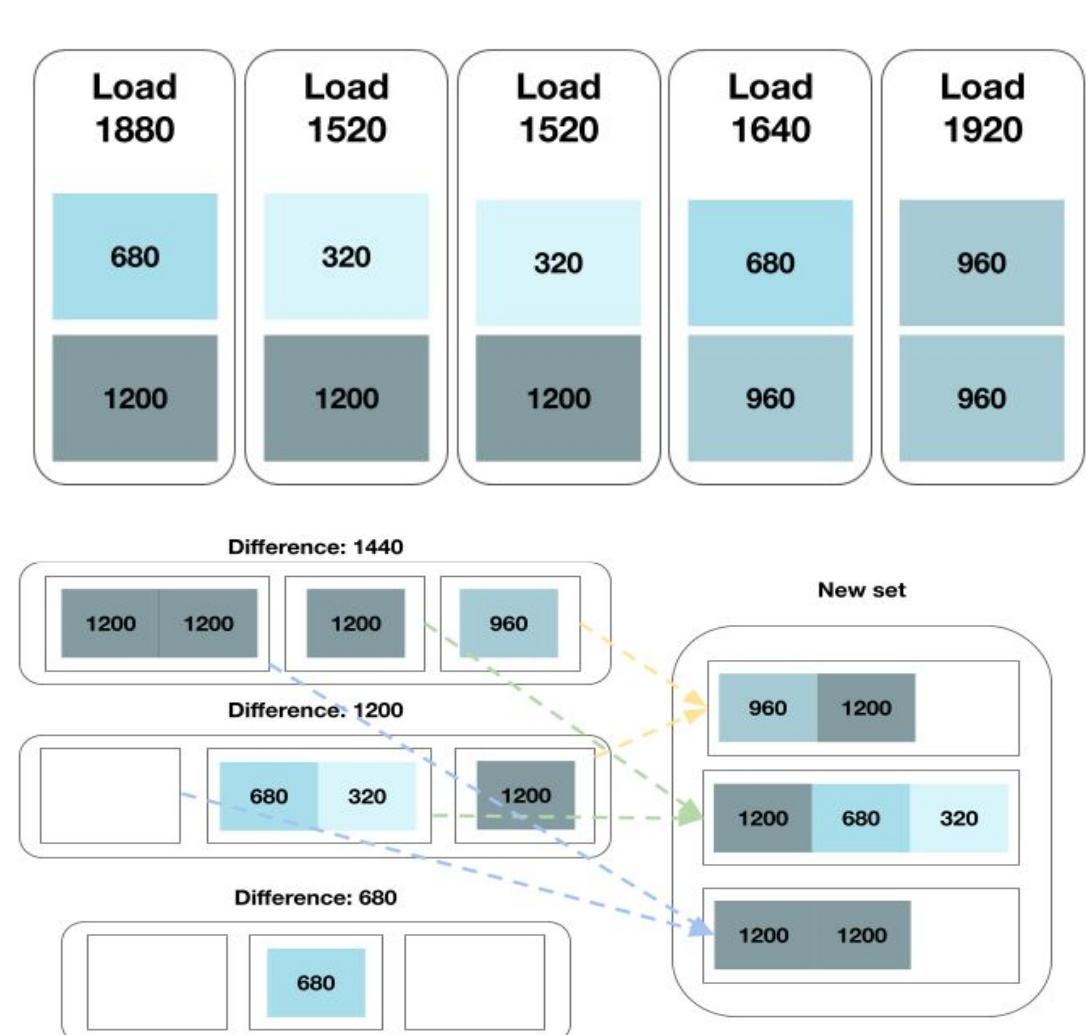 Load
1880
680
1200
Load
1520
320
1200
Load
1520
320
1200
Load
1640
680
960
Load
1920
960
960
Difference: 1440
1200 1200 1200 960
Difference: 1200
680 320 1200
Difference: 680
680
New set
960 1200
1200 680 320
1200 1200